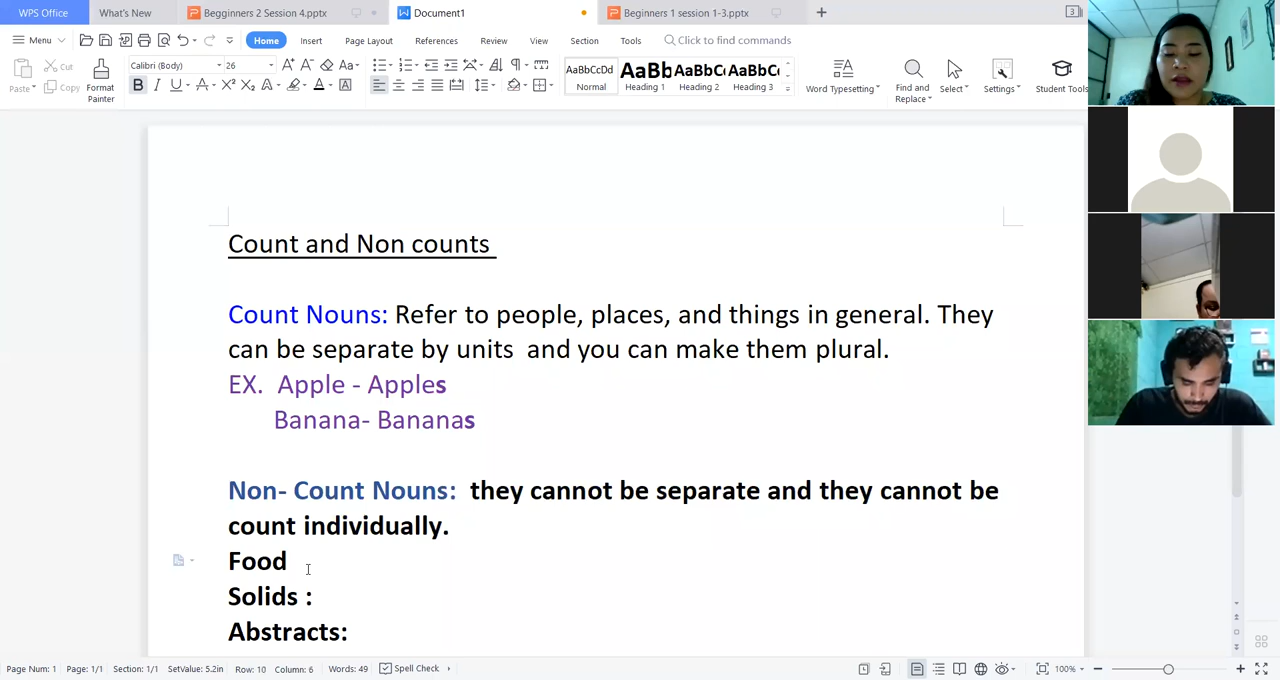 WPS Office
What's New
Begginners 2 Session 4.pptx
Document1
Beginners 1 session 1-3.pptx
3
Menu
Home
Insert
Page Layout
References
Review
View
Section
Tools
Click to find commands
Paste
Cut
Copy
Format Painter
Calibri (Body)
26
AaBbCcDd
Normal
AaBb
Heading 1
AaBbCc
Heading 2
AaBbCc
Heading 3
Word Typesetting
Find and Replace
Select
Settings
Student Tools
Count and Non counts
Count Nouns: Refer to people, places, and things in general. They
can be separate by units and you can make them plural.
EX. Apple - Apples
Banana- Bananas
Non- Count Nouns: they cannot be separate and they cannot be
count individually.
Food
Solids :
Abstracts:
Page Num: 1
Page: 1/1
Section: 1/1
SetValue: 5.2in
Row: 10
Column: 6
Words: 49
Spell Check
100%